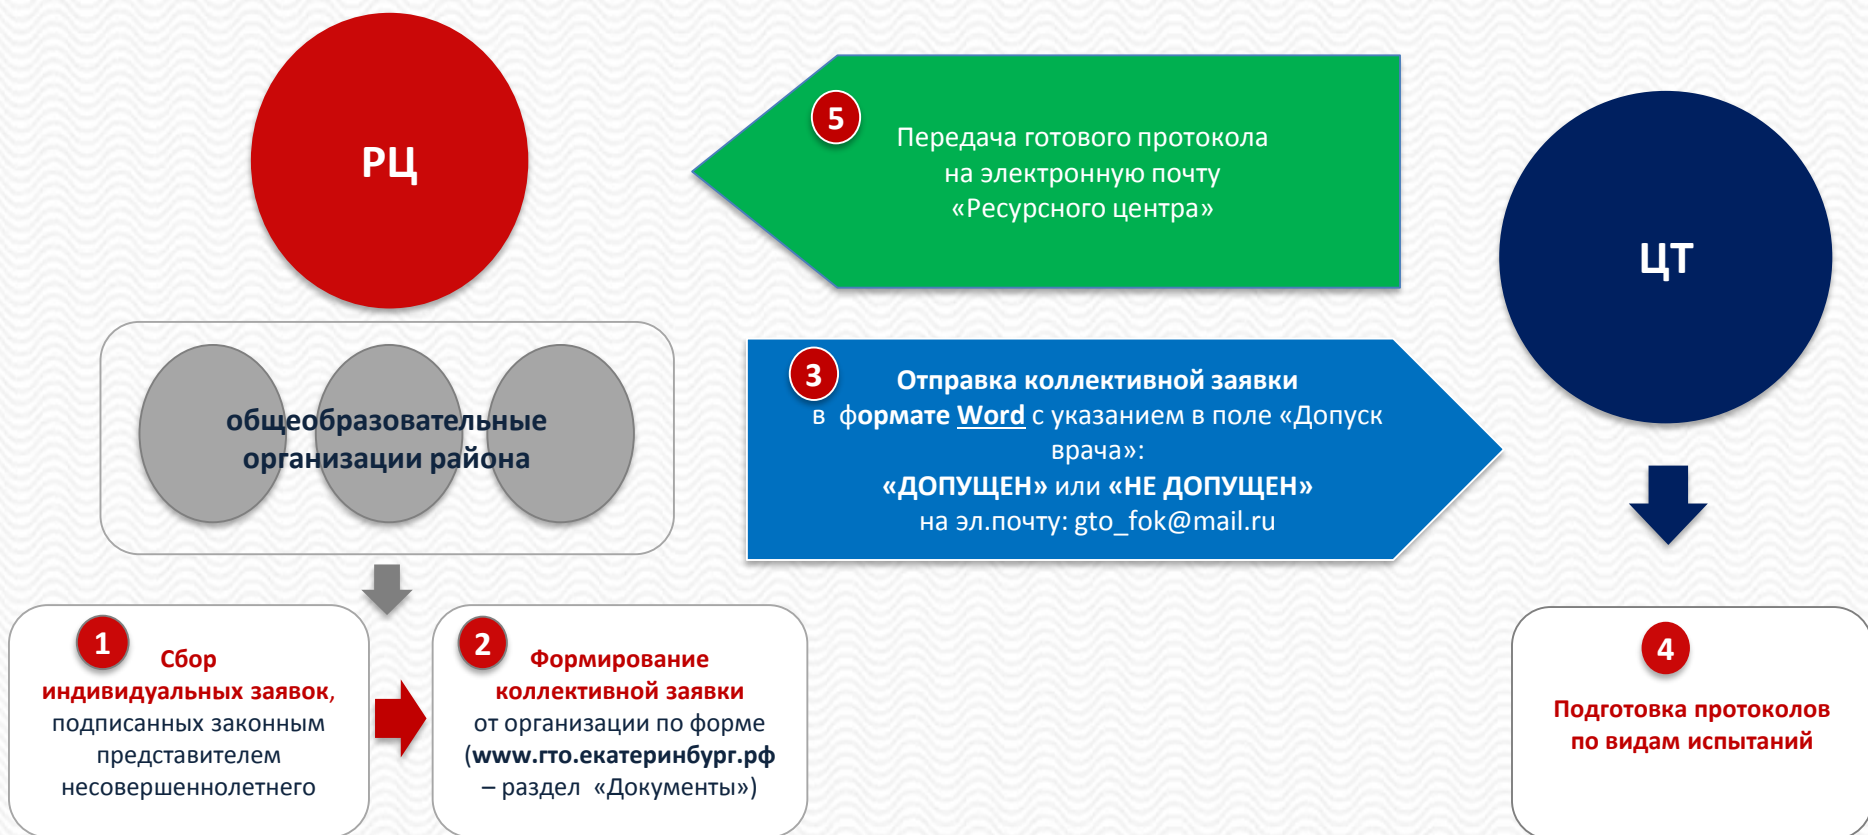 РЦ
5
Передача готового протокола
на электронную почту
«Ресурсного центра»
ЦТ
общеобразовательные
организации района
3
Отправка коллективной заявки
в формате Word с указанием в поле «Допуск
врача»:
«ДОПУЩЕН» или «НЕ ДОПУЩЕН»
на эл.почту: gto_fok@mail.ru
1
Сбор
индивидуальных заявок,
подписанных законным
представителем
несовершеннолетнего
2
Формирование
коллективной заявки
от организации по форме
(www.гто.екатеринбург.рф
– раздел «Документы»)
4
Подготовка протоколов
по видам испытаний